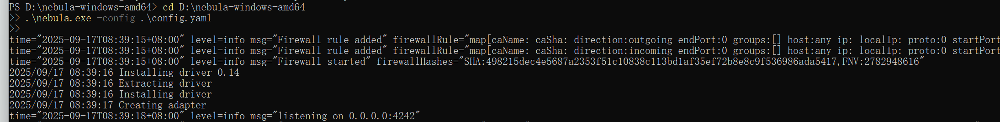 PS D:\nebula-windows-amd64> cd D:\nebula-windows-amd64
>> .\nebula.exe -config .\config.yaml
>>
time="2025-09-17T08:39:15+08:00" level=info msg="Firewall rule added" firewallRule="map[caName: caSha: direction:outgoing endPort:0 groups:[] host:any ip: localIp: proto:0 startPort
time="2025-09-17T08:39:15+08:00" level=info msg="Firewall rule added" firewallRule="map[caName: caSha: direction:incoming endPort:0 groups:[] host:any ip: localIp: proto:0 startPort
time="2025-09-17T08:39:15+08:00" level=info msg="Firewall started" firewallHashes="SHA:498215dec4e5687a2353f51c10838c113bd1af35ef72b8e8c9f536986ada5417,FNV:2782948616"
2025/09/17 08:39:16 Installing driver 0.14
2025/09/17 08:39:16 Extracting driver
2025/09/17 08:39:16 Installing driver
2025/09/17 08:39:17 Creating adapter
time="2025-09-17T08:39:18+08:00" level=info msg="listening on 0.0.0.0:4242"